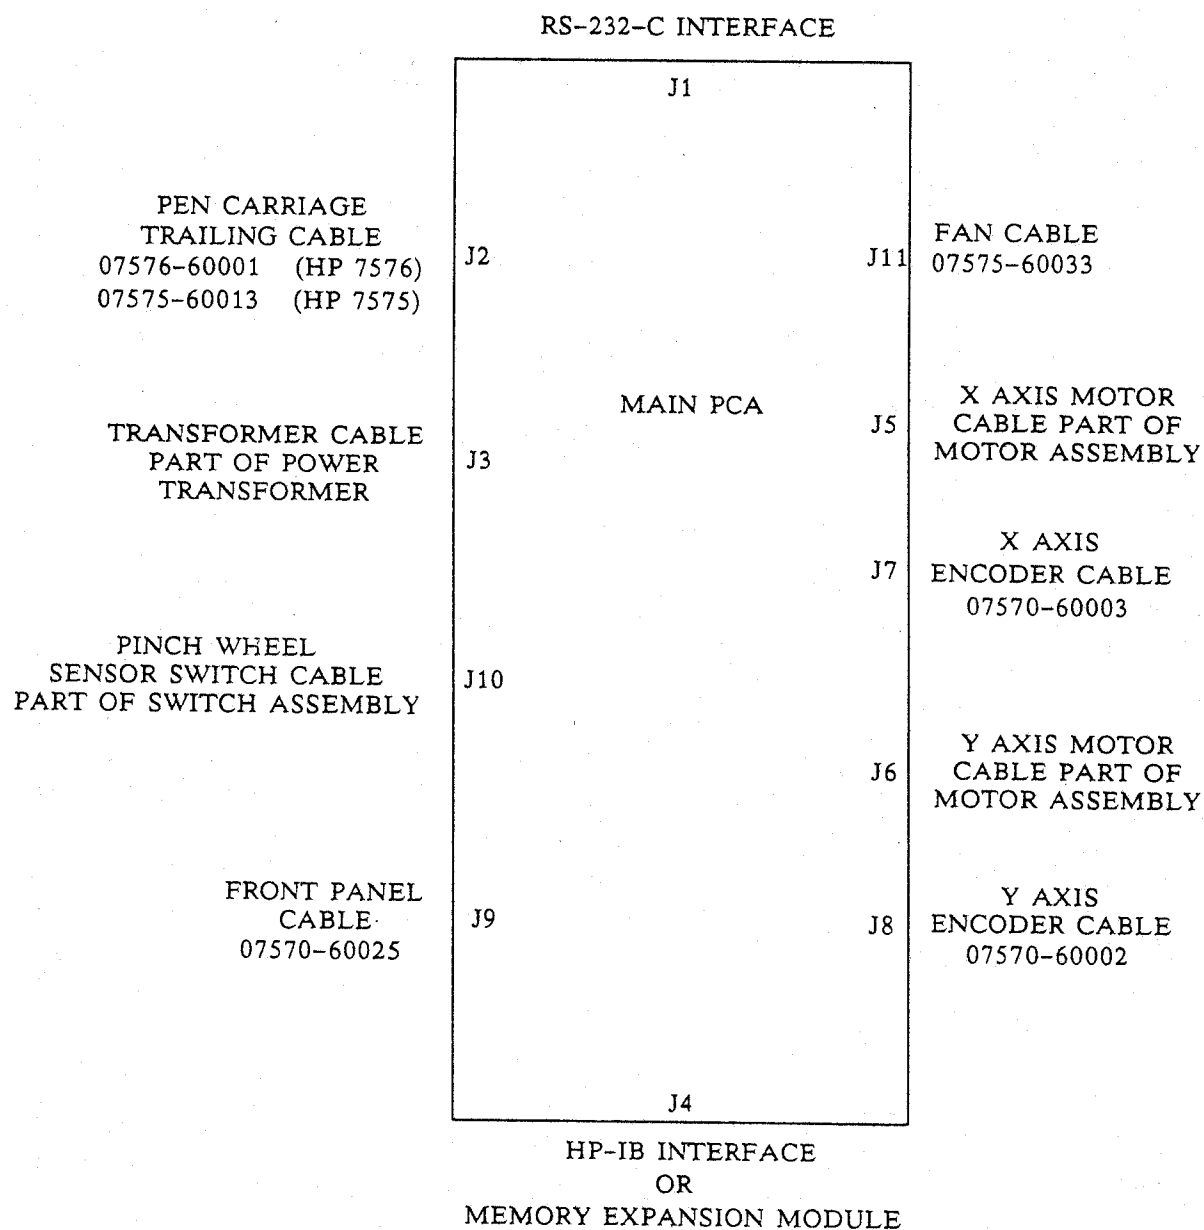 RS-232-C INTERFACE
J1
PEN CARRIAGE
TRAILING CABLE
07576-60001 (HP 7576)
07575-60013 (HP 7575)
J2
J11
FAN CABLE
07575-60033
MAIN PCA
TRANSFORMER CABLE
PART OF POWER
TRANSFORMER
J3
J5
X AXIS MOTOR
CABLE PART OF
MOTOR ASSEMBLY
J7
X AXIS
ENCODER CABLE
07570-60003
PINCH WHEEL
SENSOR SWITCH CABLE
PART OF SWITCH ASSEMBLY
J10
J6
Y AXIS MOTOR
CABLE PART OF
MOTOR ASSEMBLY
FRONT PANEL
CABLE
07570-60025
J9
J8
Y AXIS
ENCODER CABLE
07570-60002
J4
HP-IB INTERFACE
OR
MEMORY EXPANSION MODULE